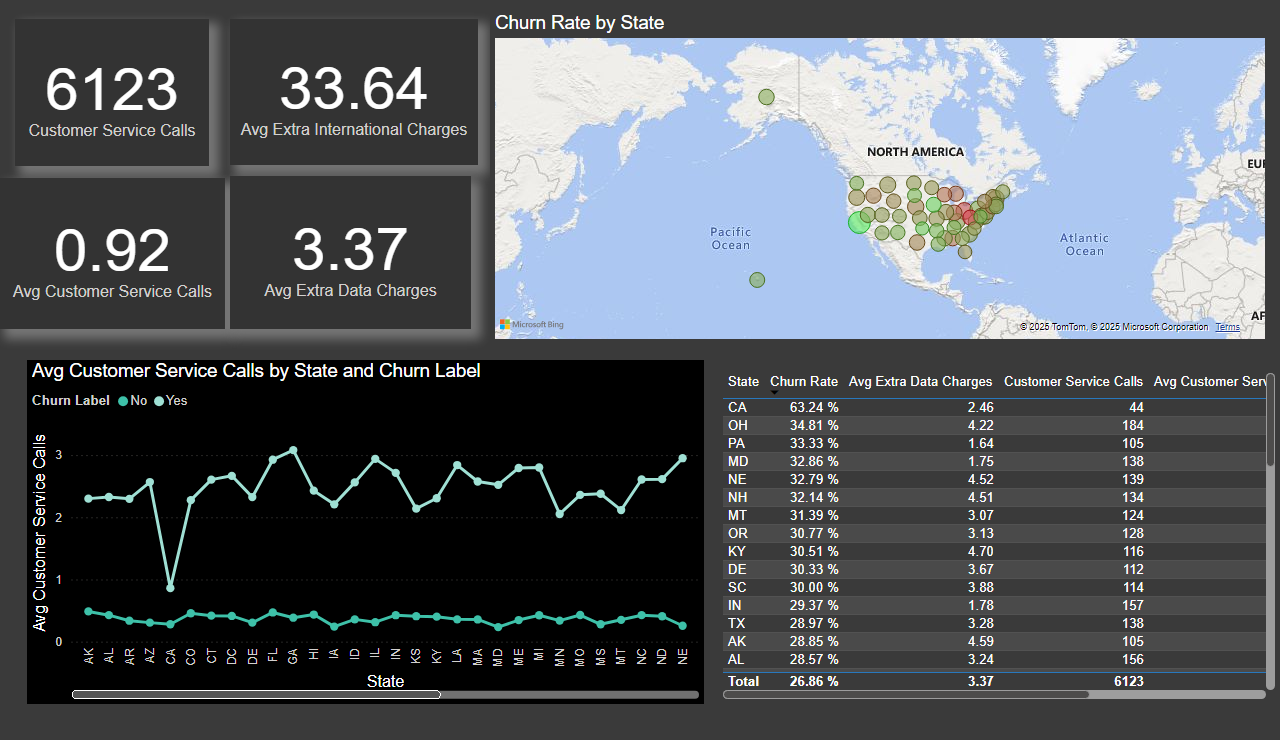 6123
Customer Service Calls
33.64
Avg Extra International Charges
0.92
Avg Customer Service Calls
3.37
Avg Extra Data Charges
Churn Rate by State
NORTH AMERICA
EU
Pacific
Ocean
Atlantic
Ocean
AF
Microsoft Bing
© 2025 TomTom, © 2025 Microsoft Corporation Terms
Avg Customer Service Calls by State and Churn Label
Churn Label No Yes
Avg Customer Service Calls
3
2
1
0
AK AL AR AZ CA CO CT DC DE FL GA HI IA ID IL IN KS KY LA MA MD ME MI MN MO MS MT NC ND NE
State
State Churn Rate Avg Extra Data Charges Customer Service Calls Avg Customer Serv
CA 63.24 % 2.46 44
OH 34.81 % 4.22 184
PA 33.33 % 1.64 105
MD 32.86 % 1.75 138
NE 32.79 % 4.52 139
NH 32.14 % 4.51 134
MT 31.39 % 3.07 124
OR 30.77 % 3.13 128
KY 30.51 % 4.70 116
DE 30.33 % 3.67 112
SC 30.00 % 3.88 114
IN 29.37 % 1.78 157
TX 28.97 % 3.28 138
AK 28.85 % 4.59 105
AL 28.57 % 3.24 156
Total 26.86 % 3.37 6123